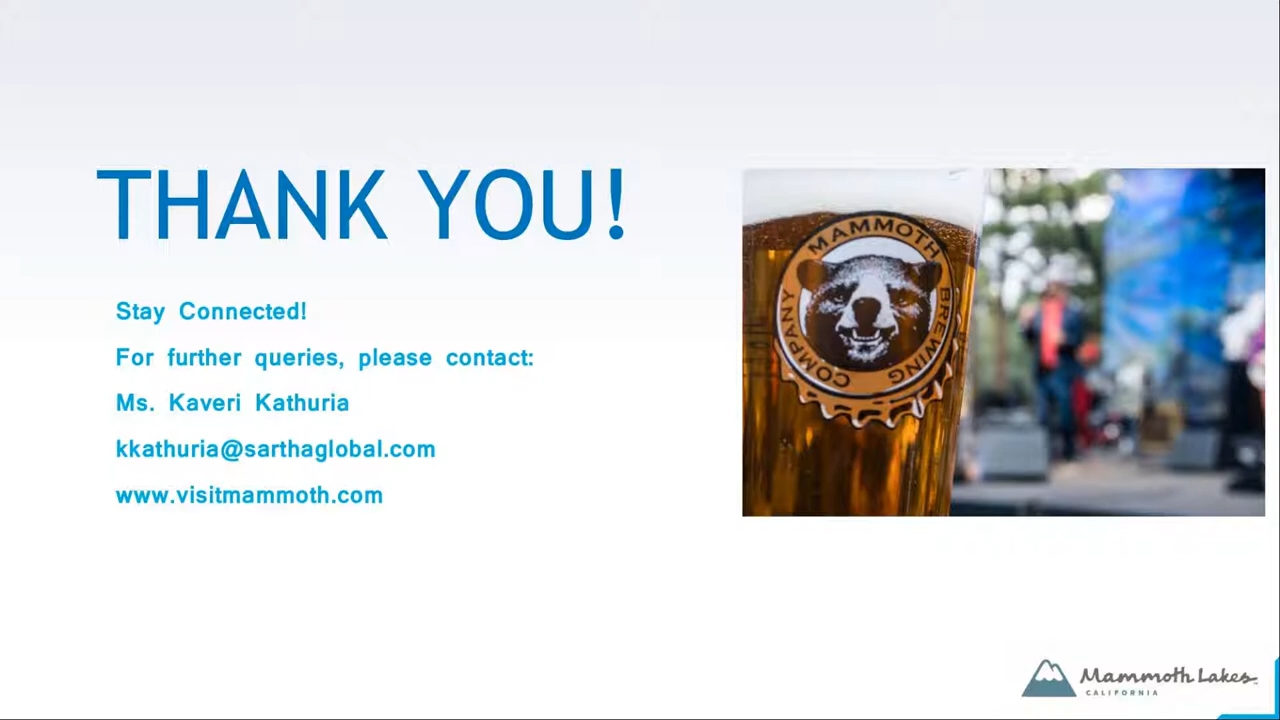 THANK YOU!
Stay Connected!
For further queries, please contact:
Ms. Kaveri Kathuria
kkathuria@sarthaglobal.com
www.visitmammoth.com
MAMMOTH BREWING COMPANY
Mammoth Lakes
CALIFORNIA